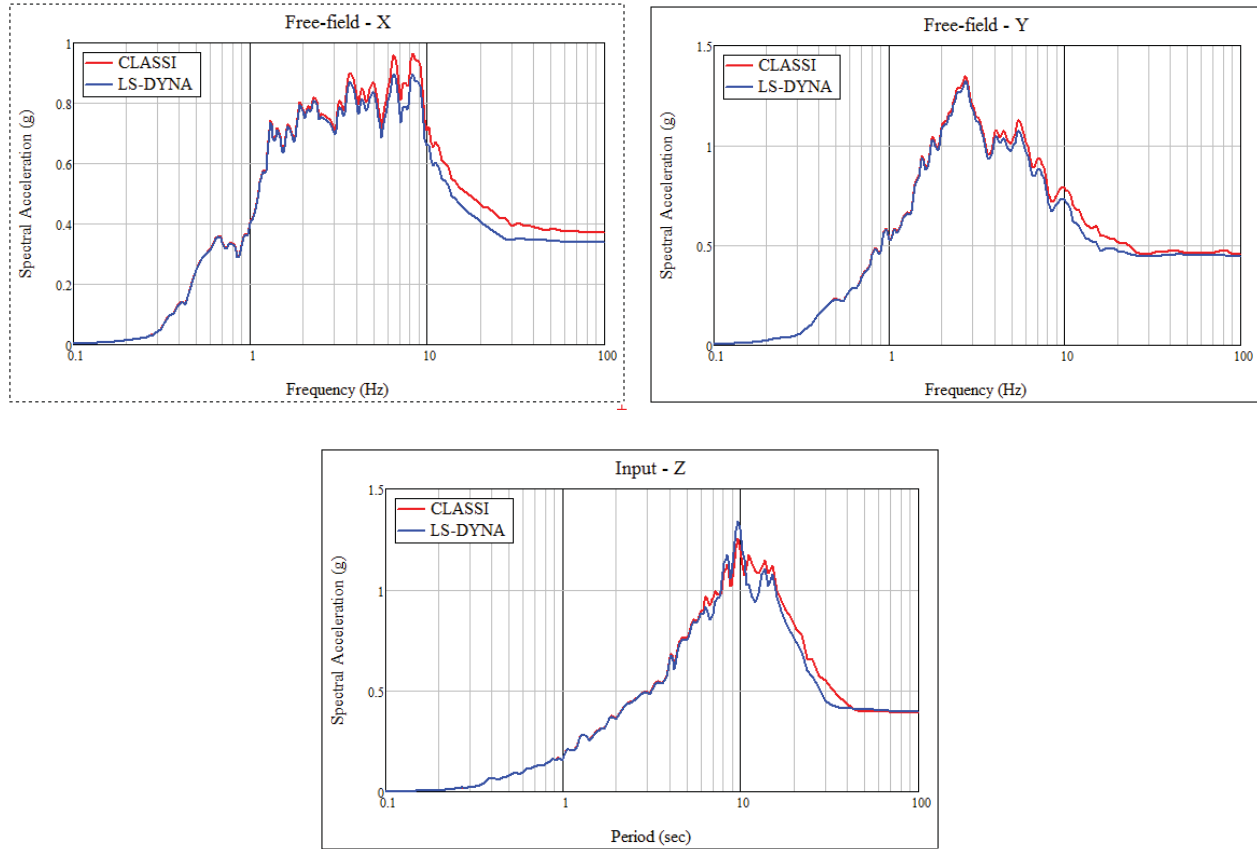 Free-field - X
1
0.8
0.6
0.4
0.2
0
Spectral Acceleration (g)
CLASSI
LS-DYNA
0.1
1
10
100
Frequency (Hz)
Free-field - Y
1.5
1
0.5
0
Spectral Acceleration (g)
CLASSI
LS-DYNA
0.1
1
10
100
Frequency (Hz)
Input - Z
1.5
1
0.5
0
Spectral Acceleration (g)
CLASSI
LS-DYNA
0.1
1
10
100
Period (sec)